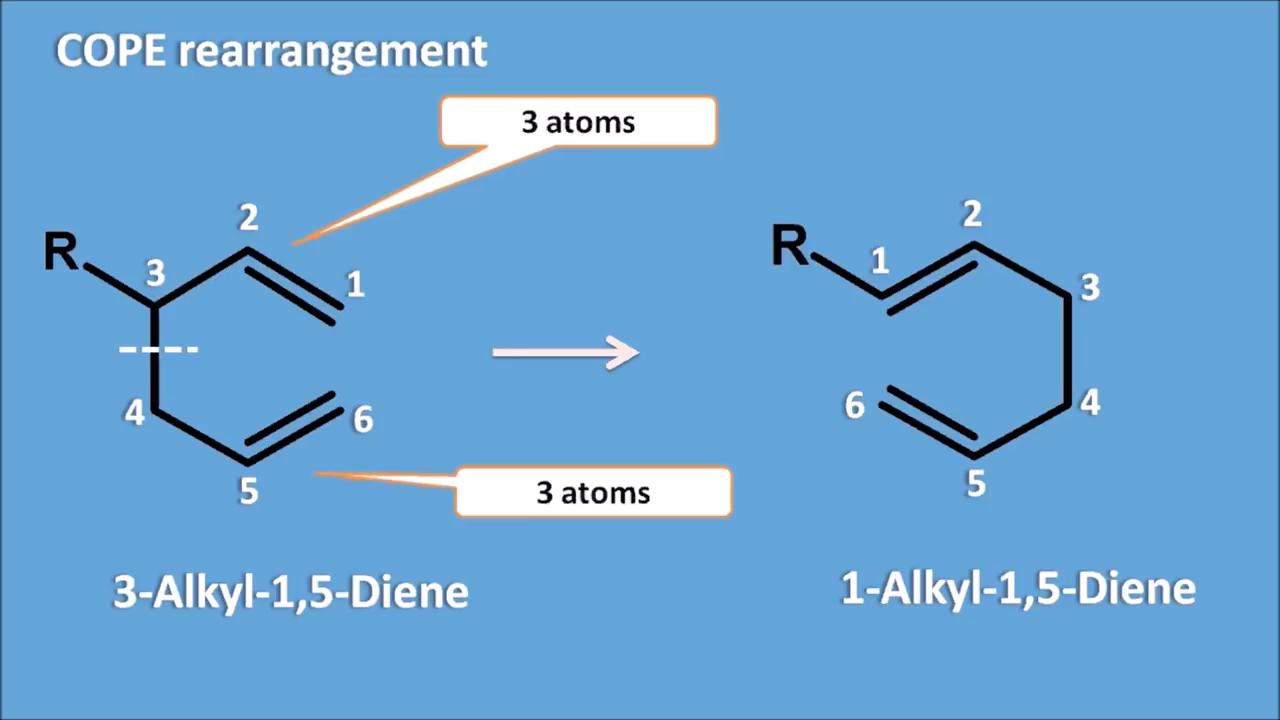 COPE rearrangement
3 atoms
2
R
3
1
4
6
5
3 atoms
3-Alkyl-1,5-Diene
2
R
1
3
6
4
5
1-Alkyl-1,5-Diene